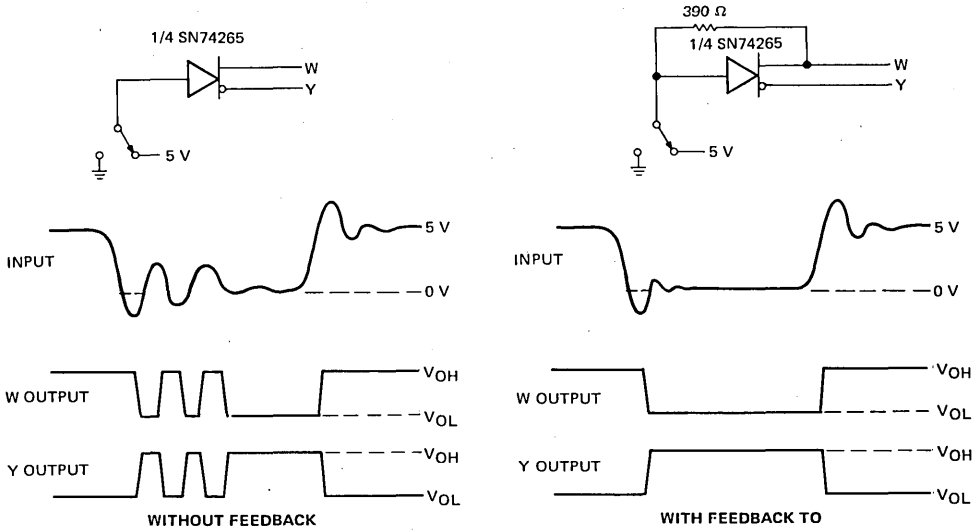 1/4 SN74265
W
Y
5 V
INPUT
5 V
0 V
W OUTPUT
VOH
VOL
Y OUTPUT
VOH
VOL
WITHOUT FEEDBACK
390 Ω
1/4 SN74265
W
Y
5 V
INPUT
5 V
0 V
W OUTPUT
VOH
VOL
Y OUTPUT
VOH
VOL
WITH FEEDBACK TO